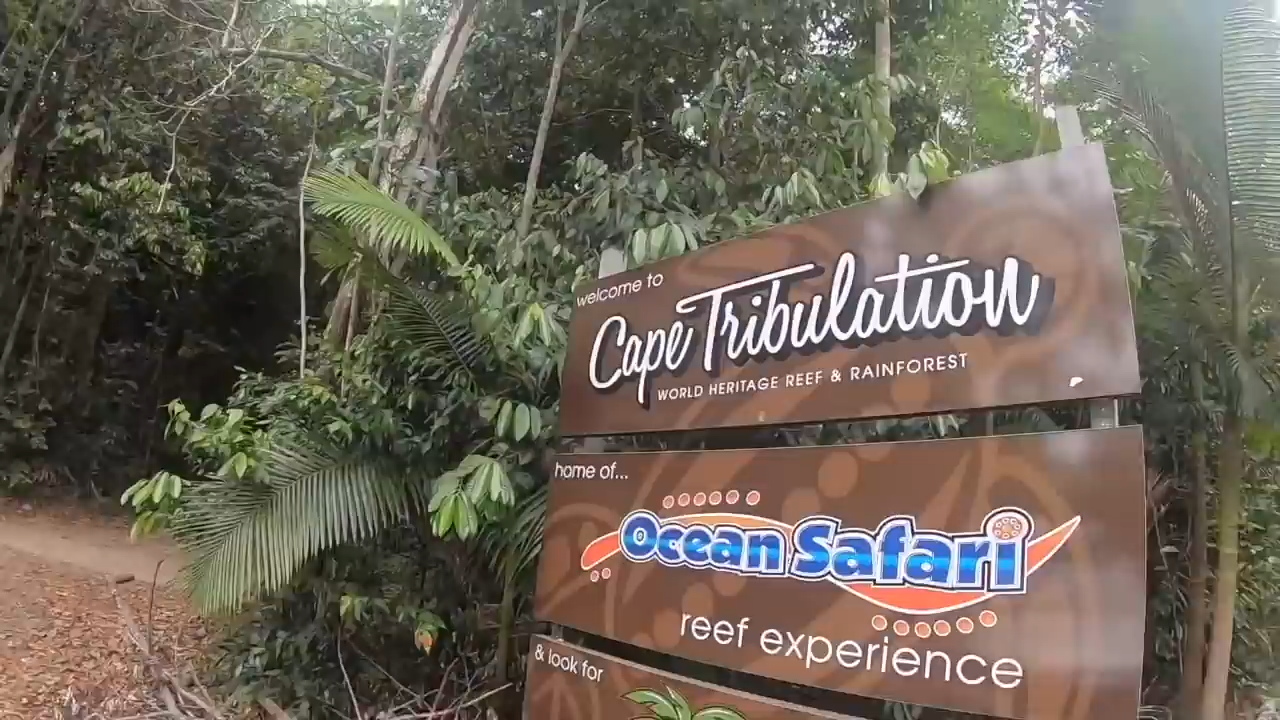 welcome to
Cape Tribulation
WORLD HERITAGE REEF & RAINFOREST
home of...
Ocean Safari
reef experience
& look for